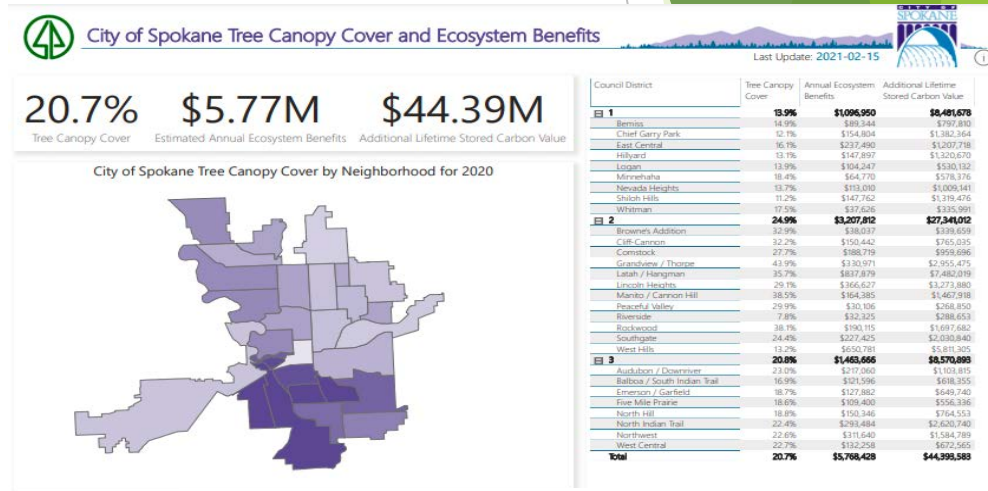 City of Spokane Tree Canopy Cover and Ecosystem Benefits
CITY OF
SPOKANE
Last Update: 2021-02-15
20.7% $5.77M $44.39M
Tree Canopy Cover Estimated Annual Ecosystem Benefits Additional Lifetime Stored Carbon Value
City of Spokane Tree Canopy Cover by Neighborhood for 2020
Council District Tree Canopy Cover Annual Ecosystem Benefits Additional Lifetime Stored Carbon Value
1 13.9% $1,096,950 $8,481,678
Bemiss 14.9% $89,344 $797,810
Chief Garry Park 12.1% $154,804 $1,382,364
East Central 16.1% $237,490 $1,207,718
Hillyard 13.1% $147,897 $1,320,670
Logan 13.9% $104,247 $530,132
Minnehaha 18.4% $64,770 $578,376
Nevada Heights 13.7% $113,010 $1,009,141
Shiloh Hills 11.2% $147,762 $1,319,476
Whitman 17.5% $37,626 $335,991
2 24.9% $3,207,812 $27,341,012
Browne's Addition 32.9% $38,037 $339,659
Cliff-Cannon 32.2% $150,442 $765,035
Comstock 27.7% $188,719 $959,696
Grandview / Thorpe 43.9% $330,971 $2,955,475
Latah / Hangman 35.7% $837,879 $7,482,019
Lincoln Heights 29.1% $366,627 $3,273,880
Manito / Cannon Hill 38.5% $164,385 $1,467,918
Peaceful Valley 29.9% $30,106 $268,850
Riverside 7.8% $32,325 $288,653
Rockwood 38.1% $190,115 $1,697,682
Southgate 24.4% $227,425 $2,030,840
West Hills 13.2% $650,781 $5,811,305
3 20.8% $1,463,666 $8,570,893
Audubon / Downriver 23.0% $217,060 $1,103,815
Balboa / South Indian Trail 16.9% $121,596 $618,355
Emerson / Garfield 18.7% $127,882 $649,740
Five Mile Prairie 18.6% $109,400 $556,336
North Hill 18.8% $150,346 $764,553
North Indian Trail 22.4% $293,484 $2,620,740
Northwest 22.6% $311,640 $1,584,789
West Central 22.7% $132,258 $672,565
Total 20.7% $5,768,428 $44,393,583